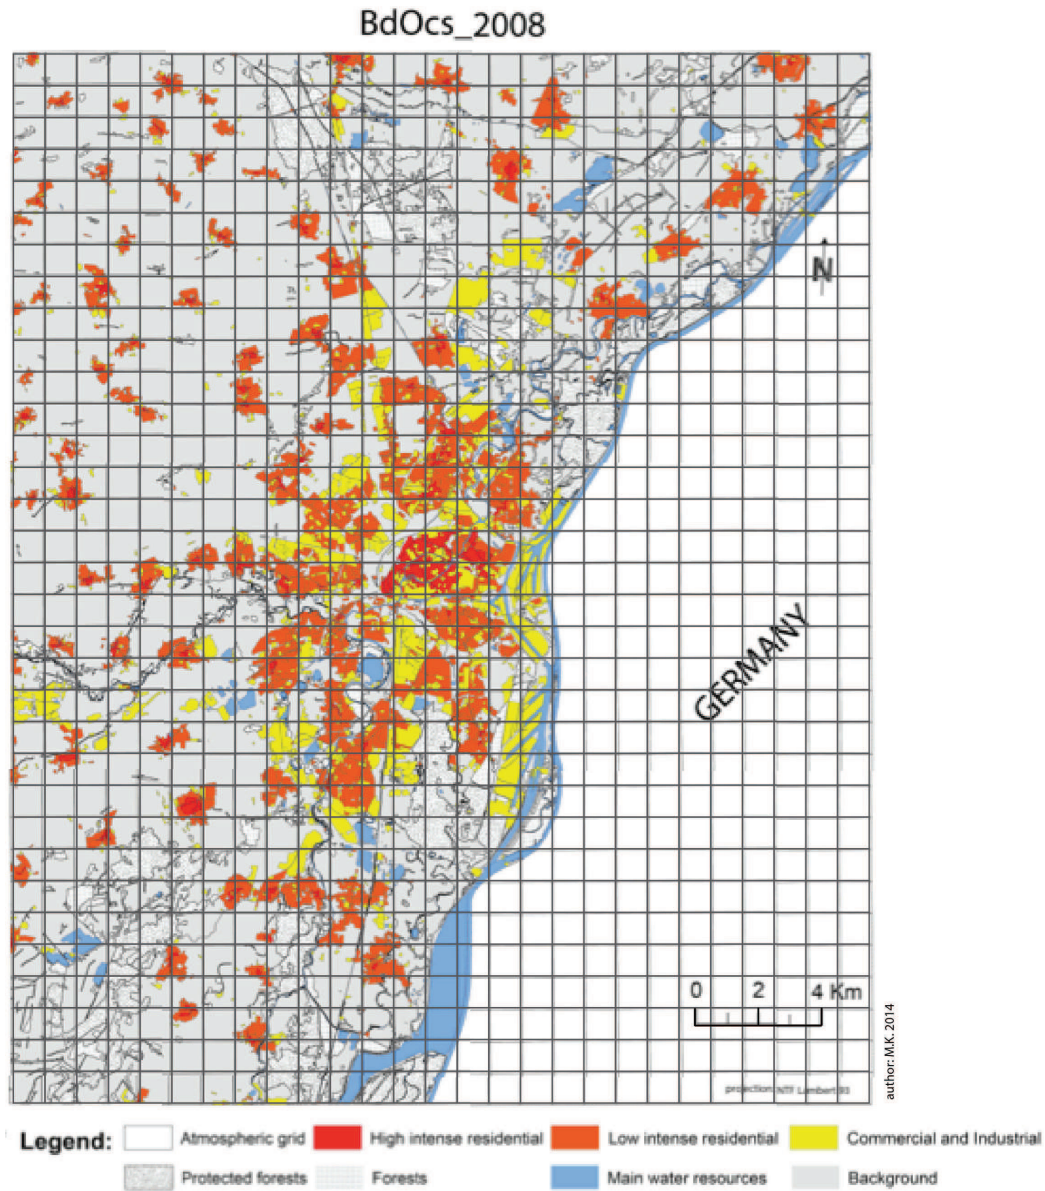 BdOcs_2008
N
GERMANY
0 2 4 Km
author: M.K. 2014
projection: NTF Lambert 93
Legend:
Atmospheric grid
High intense residential
Low intense residential
Commercial and Industrial
Protected forests
Forests
Main water resources
Background